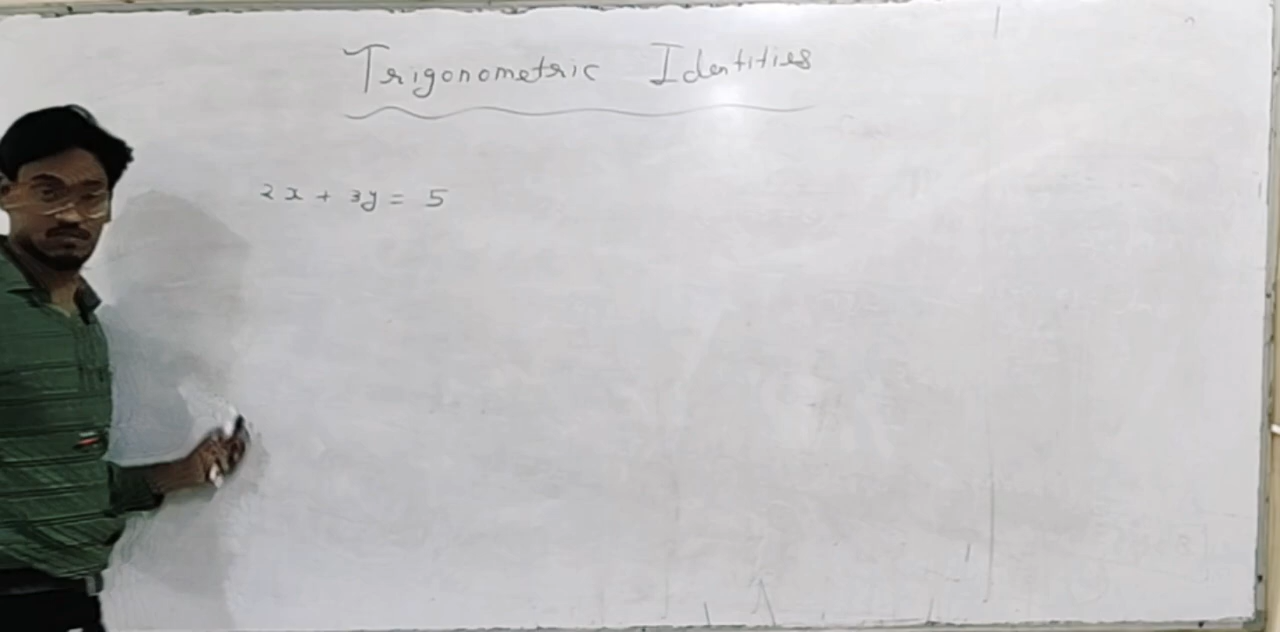 Trigonometric Identities
2x + 3y = 5